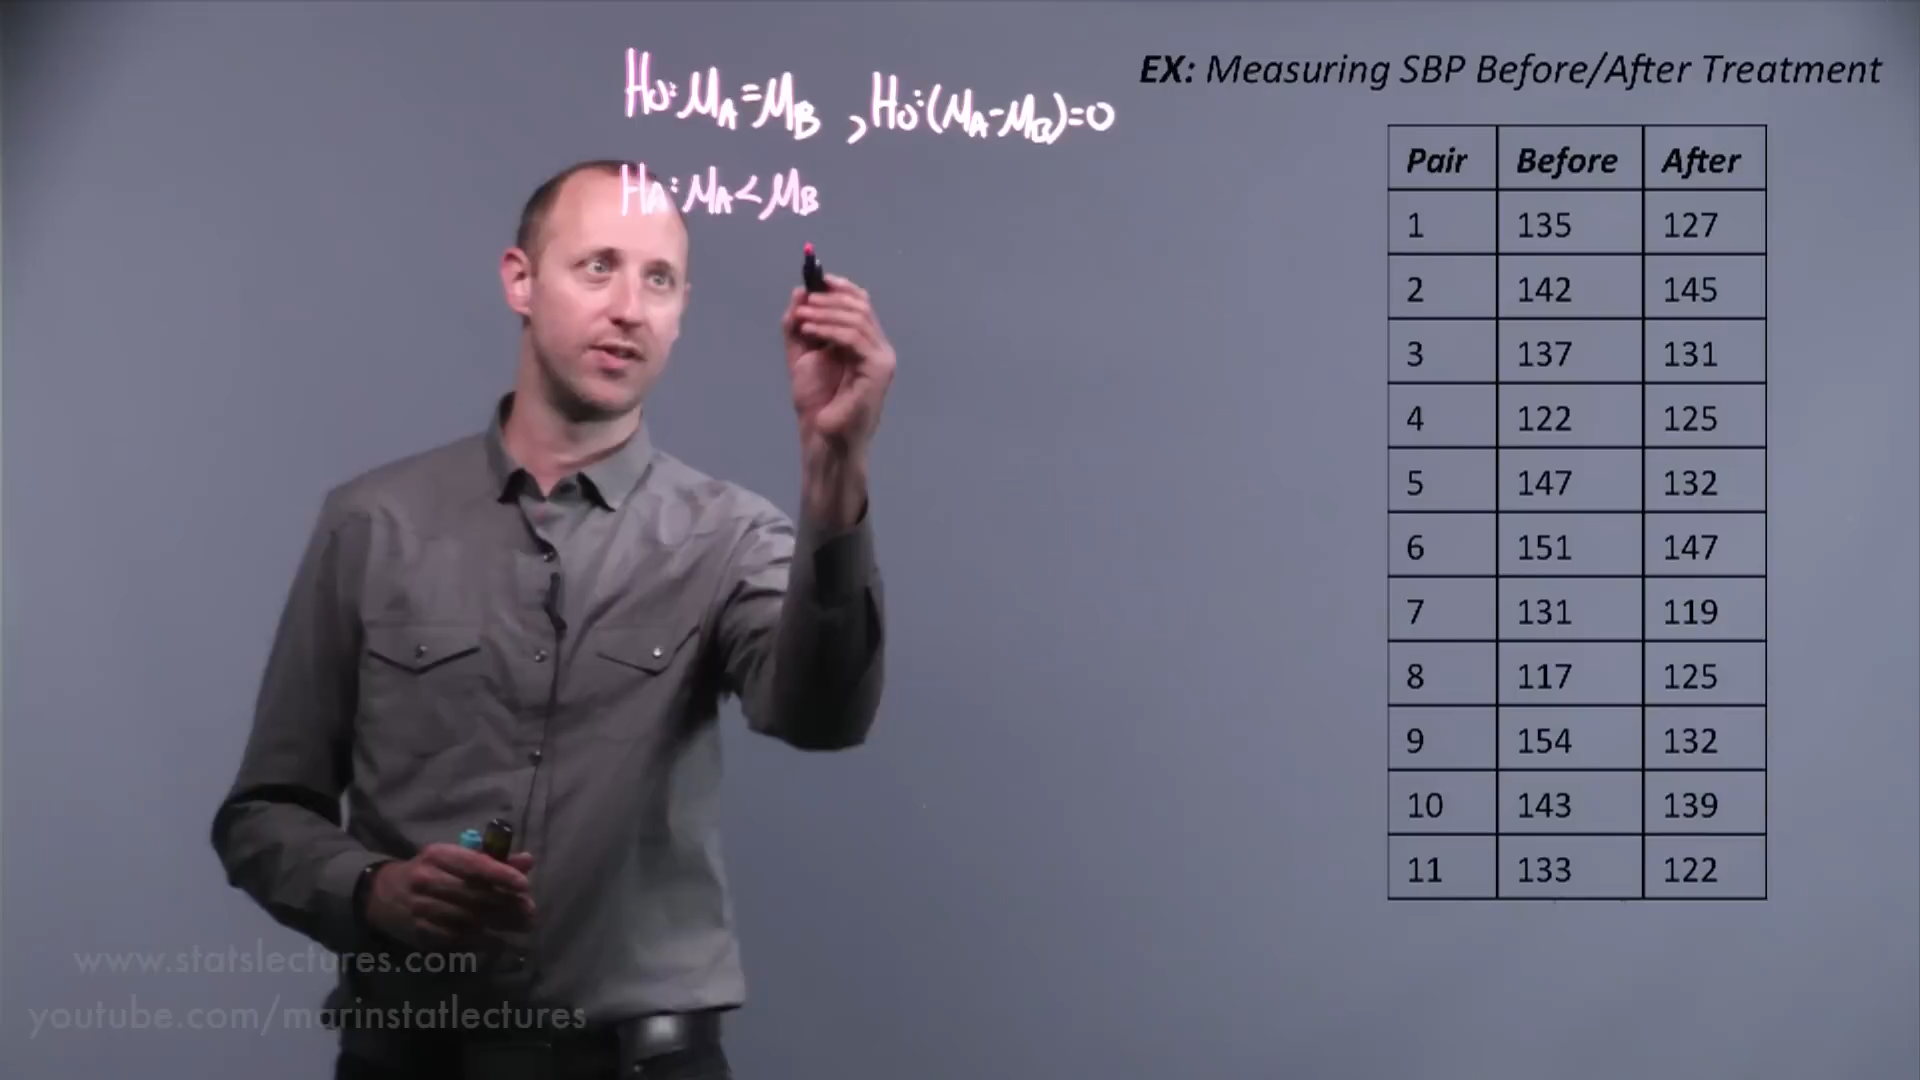 H₀: μA = μB , H₀: (μA - μB) = 0
HA: μA < μB
EX: Measuring SBP Before/After Treatment
Pair Before After
1 135 127
2 142 145
3 137 131
4 122 125
5 147 132
6 151 147
7 131 119
8 117 125
9 154 132
10 143 139
11 133 122
www.statslectures.com
youtube.com/marinstatlectures